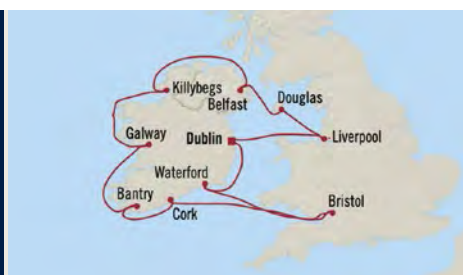 Killybegs
Belfast
Douglas
Galway
Dublin
Liverpool
Waterford
Bantry
Cork
Bristol